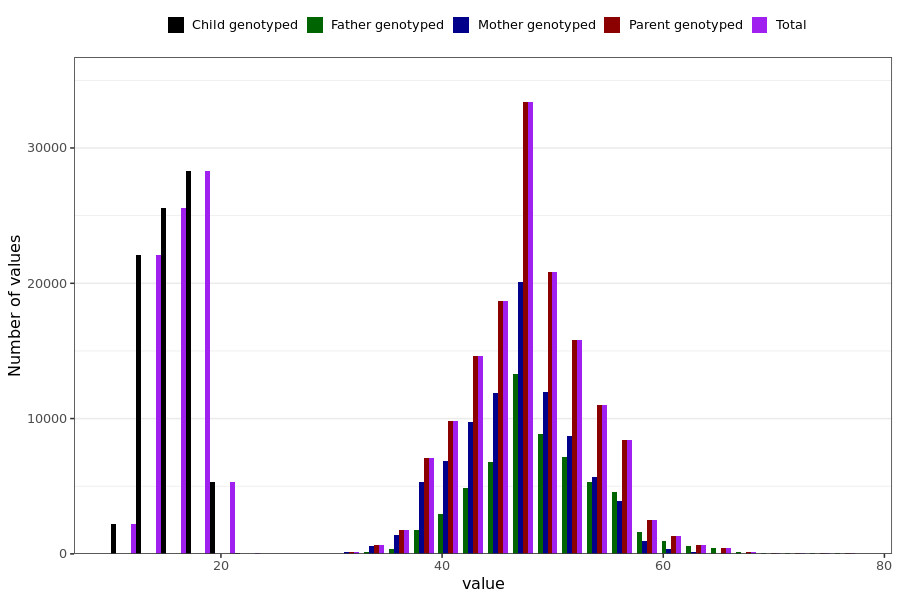 Child genotyped Father genotyped Mother genotyped Parent genotyped Total
Number of values
30000
20000
10000
0
20 40 60 80
value